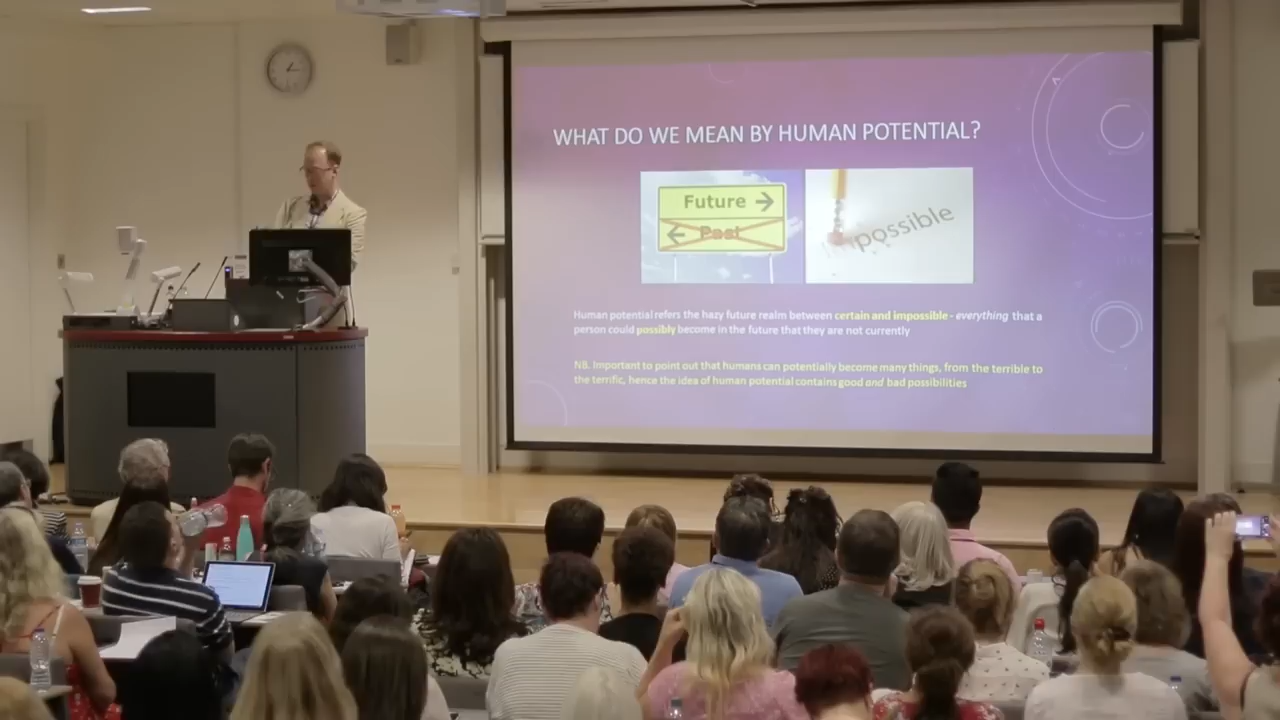 WHAT DO WE MEAN BY HUMAN POTENTIAL?
Future
Past
possible
Human potential refers the hazy future realm between certain and impossible - everything that a
person could possibly become in the future that they are not currently
NB. Important to point out that humans can potentially become many things, from the terrible to
the terrific, hence the idea of human potential contains good and bad possibilities